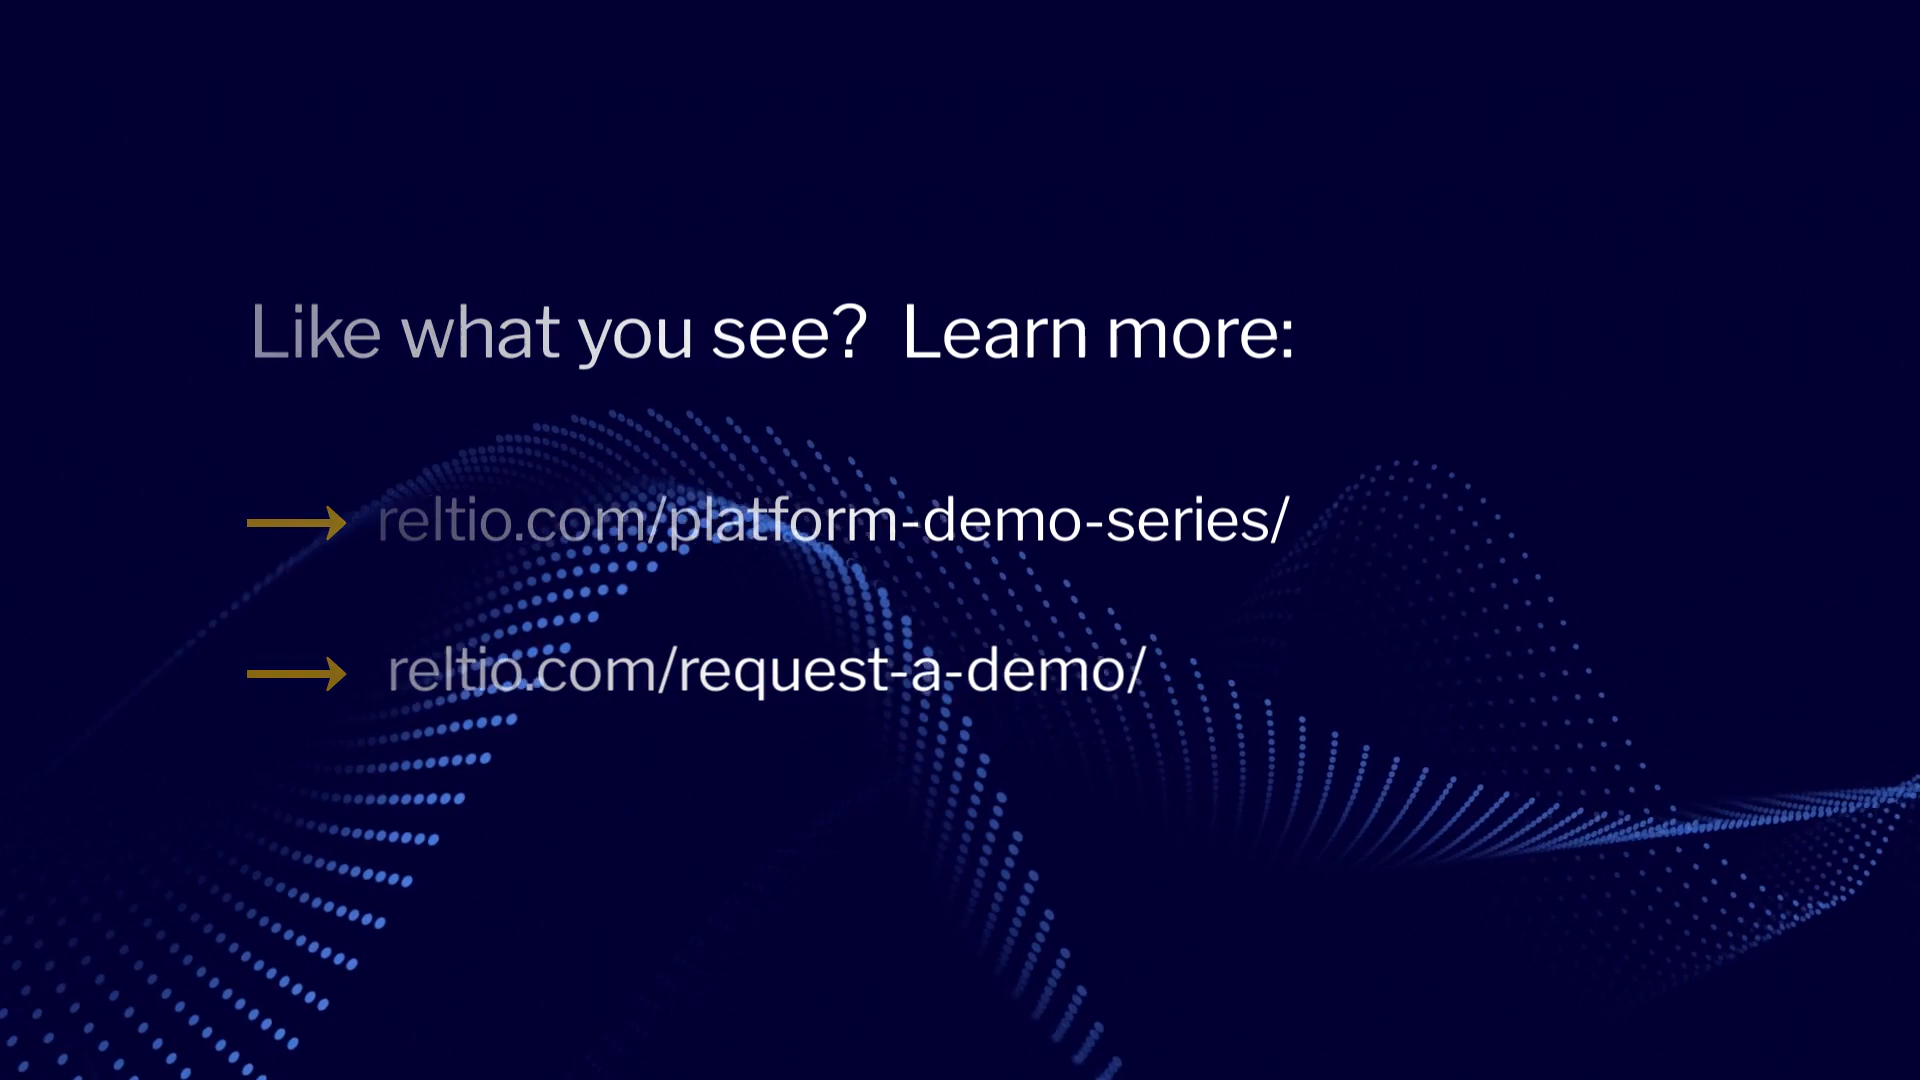 Like what you see?  Learn more:
reltio.com/platform-demo-series/
reltio.com/request-a-demo/